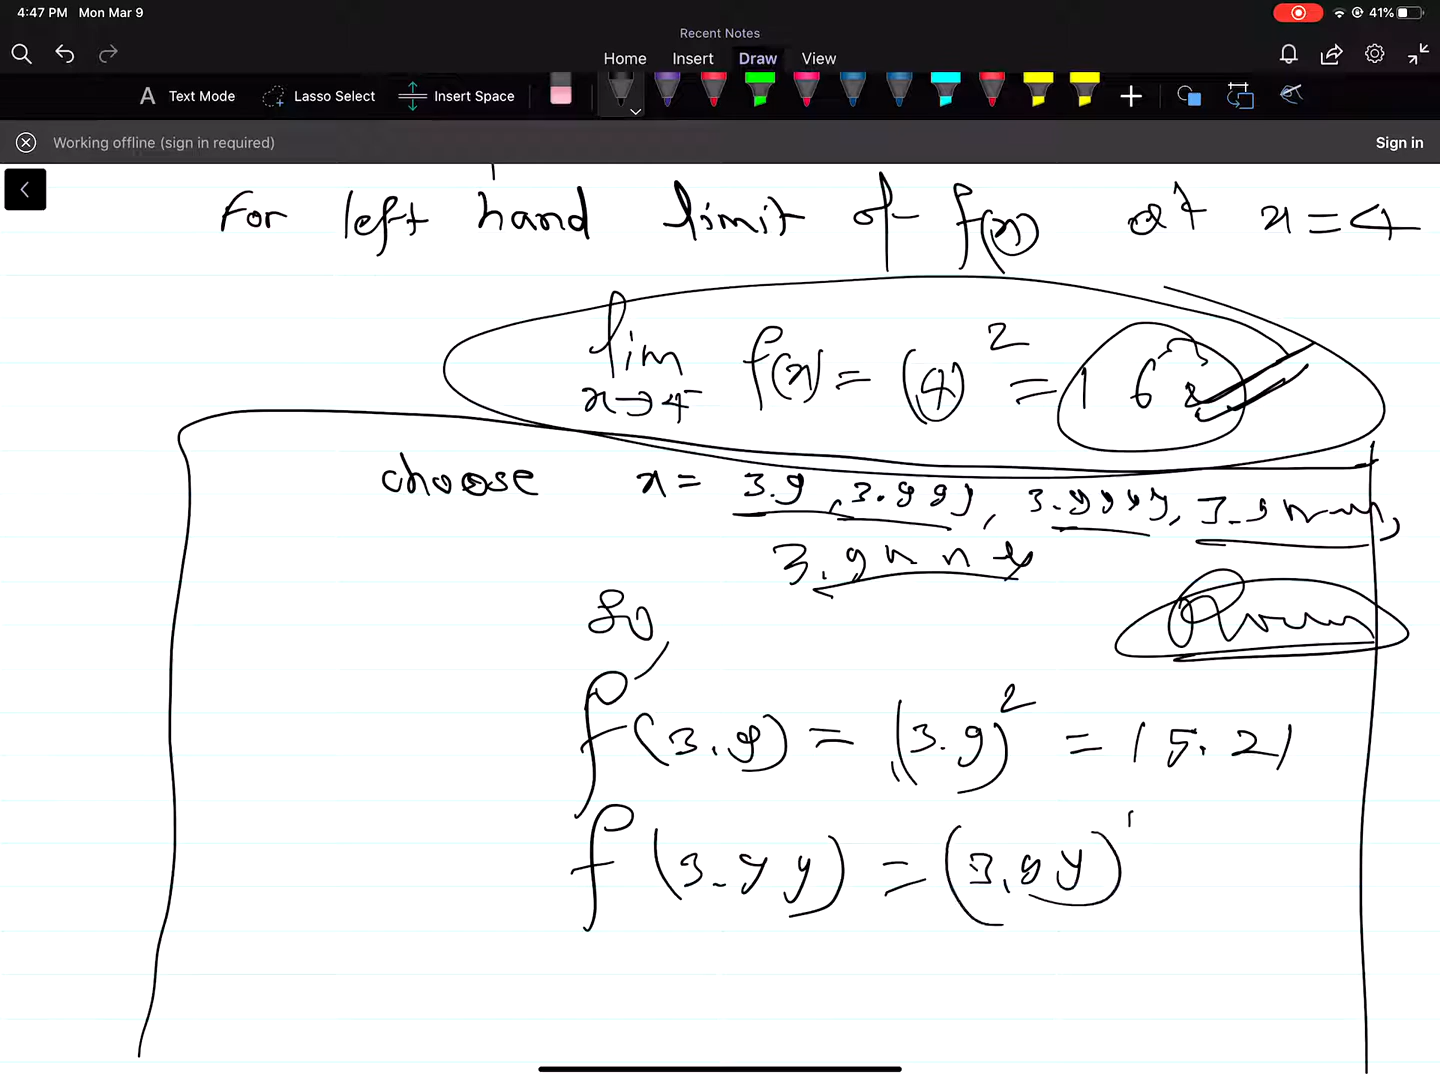 4:47 PM Mon Mar 9
41%
Recent Notes
Home Insert Draw View
Text Mode Lasso Select Insert Space
Working offline (sign in required) Sign in
For left hand limit of f(x) at x = 4
lim x→4⁻ f(x) = (4)² = 16
choose x = 3.9, 3.999, 3.9999,
So,
f(3.9) = (3.9)² = 15.21
f(3.99) = (3.99)